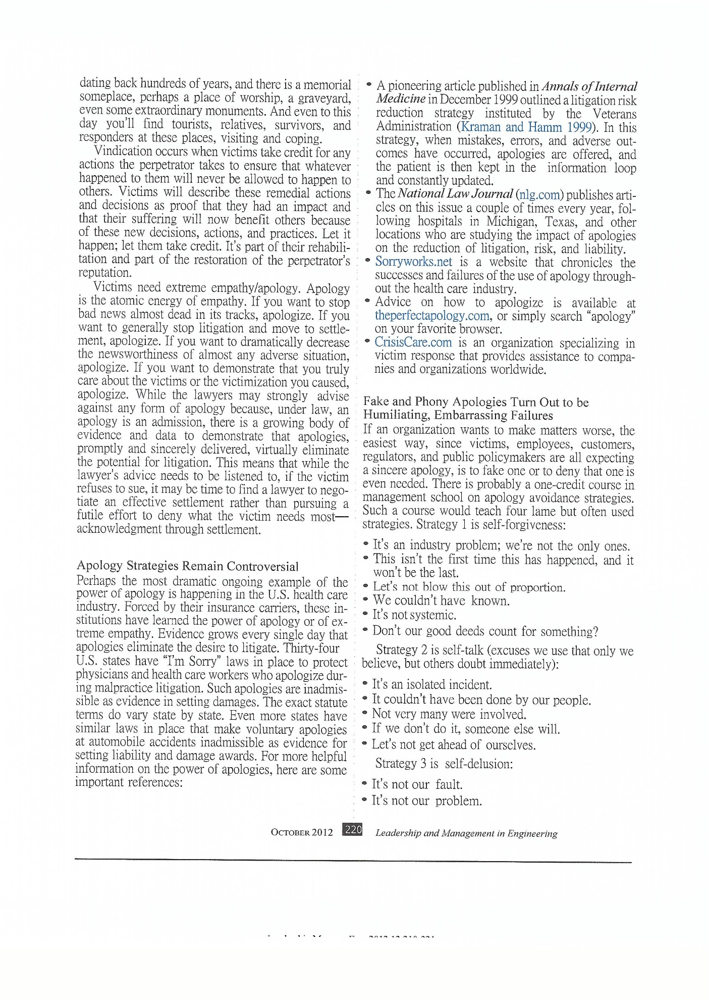 dating back hundreds of years, and there is a memorial
someplace, perhaps a place of worship, a graveyard,
even some extraordinary monuments. And even to this
day you'll find tourists, relatives, survivors, and
responders at these places, visiting and coping.
Vindication occurs when victims take credit for any
actions the perpetrator takes to ensure that whatever
happened to them will never be allowed to happen to
others. Victims will describe these remedial actions
and decisions as proof that they had an impact and
that their suffering will now benefit others because
of these new decisions, actions, and practices. Let it
happen; let them take credit. It's part of their rehabili-
tation and part of the restoration of the perpetrator's
reputation.
Victims need extreme empathy/apology. Apology
is the atomic energy of empathy. If you want to stop
bad news almost dead in its tracks, apologize. If you
want to generally stop litigation and move to settle-
ment, apologize. If you want to dramatically decrease
the newsworthiness of almost any adverse situation,
apologize. If you want to demonstrate that you truly
care about the victims or the victimization you caused,
apologize. While the lawyers may strongly advise
against any form of apology because, under law, an
apology is an admission, there is a growing body of
evidence and data to demonstrate that apologies,
promptly and sincerely delivered, virtually eliminate
the potential for litigation. This means that while the
lawyer's advice needs to be listened to, if the victim
refuses to sue, it may be time to find a lawyer to nego-
tiate an effective settlement rather than pursuing a
futile effort to deny what the victim needs most—
acknowledgment through settlement.
Apology Strategies Remain Controversial
Perhaps the most dramatic ongoing example of the
power of apology is happening in the U.S. health care
industry. Forced by their insurance carriers, these in-
stitutions have learned the power of apology or of ex-
treme empathy. Evidence grows every single day that
apologies eliminate the desire to litigate. Thirty-four
U.S. states have “I'm Sorry” laws in place to protect
physicians and health care workers who apologize dur-
ing malpractice litigation. Such apologies are inadmis-
sible as evidence in setting damages. The exact statute
terms do vary state by state. Even more states have
similar laws in place that make voluntary apologies
at automobile accidents inadmissible as evidence for
setting liability and damage awards. For more helpful
information on the power of apologies, here are some
important references:
• A pioneering article published in Annals of Internal
Medicine in December 1999 outlined a litigation risk
reduction strategy instituted by the Veterans
Administration (Kraman and Hamm 1999). In this
strategy, when mistakes, errors, and adverse out-
comes have occurred, apologies are offered, and
the patient is then kept in the information loop
and constantly updated.
• The National Law Journal (nlg.com) publishes arti-
cles on this issue a couple of times every year, fol-
lowing hospitals in Michigan, Texas, and other
locations who are studying the impact of apologies
on the reduction of litigation, risk, and liability.
• Sorryworks.net is a website that chronicles the
successes and failures of the use of apology through-
out the health care industry.
• Advice on how to apologize is available at
theperfectapology.com, or simply search “apology”
on your favorite browser.
• CrisisCare.com is an organization specializing in
victim response that provides assistance to compa-
nies and organizations worldwide.
Fake and Phony Apologies Turn Out to be
Humiliating, Embarrassing Failures
If an organization wants to make matters worse, the
easiest way, since victims, employees, customers,
regulators, and public policymakers are all expecting
a sincere apology, is to fake one or to deny that one is
even needed. There is probably a one-credit course in
management school on apology avoidance strategies.
Such a course would teach four lame but often used
strategies. Strategy 1 is self-forgiveness:
• It's an industry problem; we're not the only ones.
• This isn't the first time this has happened, and it
won't be the last.
• Let's not blow this out of proportion.
• We couldn't have known.
• It's not systemic.
• Don't our good deeds count for something?
Strategy 2 is self-talk (excuses we use that only we
believe, but others doubt immediately):
• It's an isolated incident.
• It couldn't have been done by our people.
• Not very many were involved.
• If we don't do it, someone else will.
• Let's not get ahead of ourselves.
Strategy 3 is self-delusion:
• It's not our fault.
• It's not our problem.
OCTOBER 2012 220 Leadership and Management in Engineering